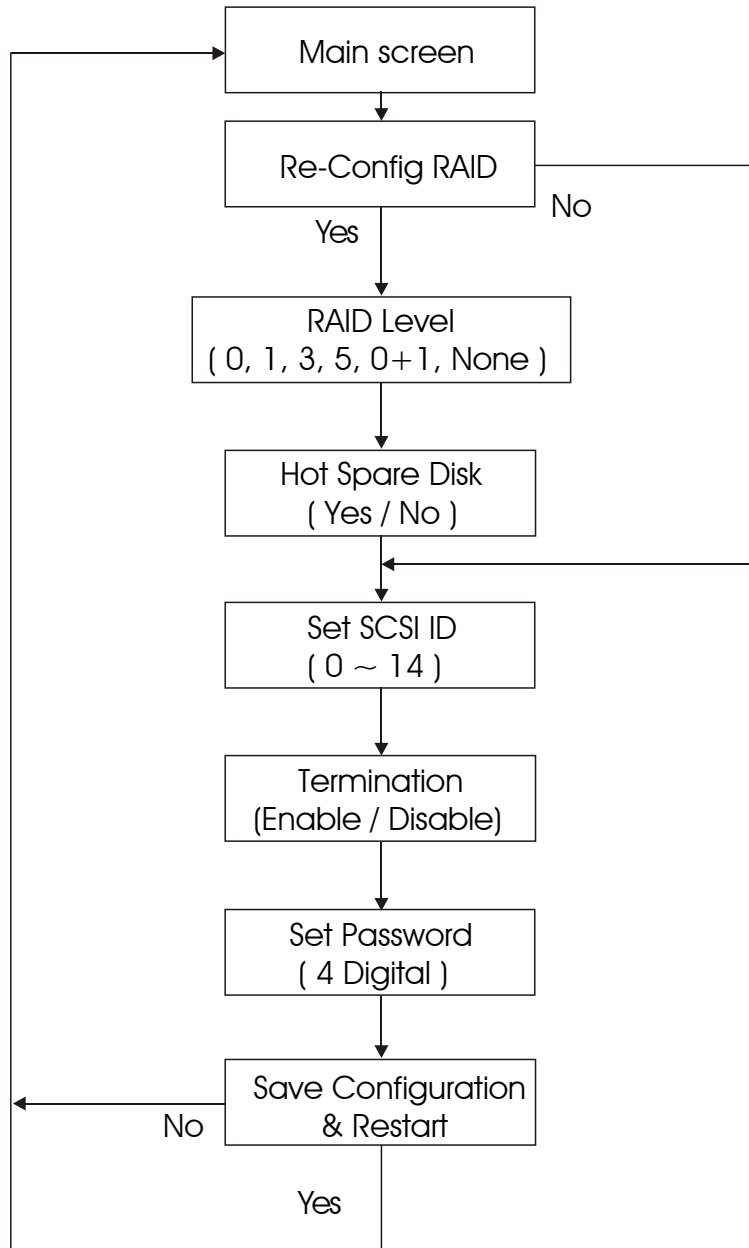 Main screen
Re-Config RAID
No
Yes
RAID Level
( 0, 1, 3, 5, 0+1, None )
Hot Spare Disk
( Yes / No )
Set SCSI ID
( 0 ~ 14 )
Termination
(Enable / Disable)
Set Password
( 4 Digital )
Save Configuration
& Restart
No
Yes